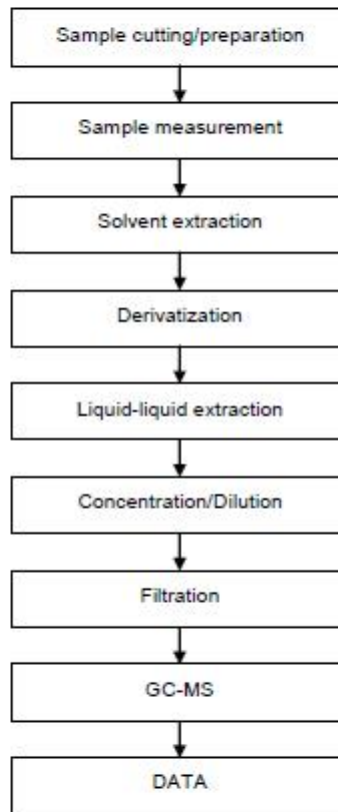 Sample cutting/preparation
Sample measurement
Solvent extraction
Derivatization
Liquid-liquid extraction
Concentration/Dilution
Filtration
GC-MS
DATA